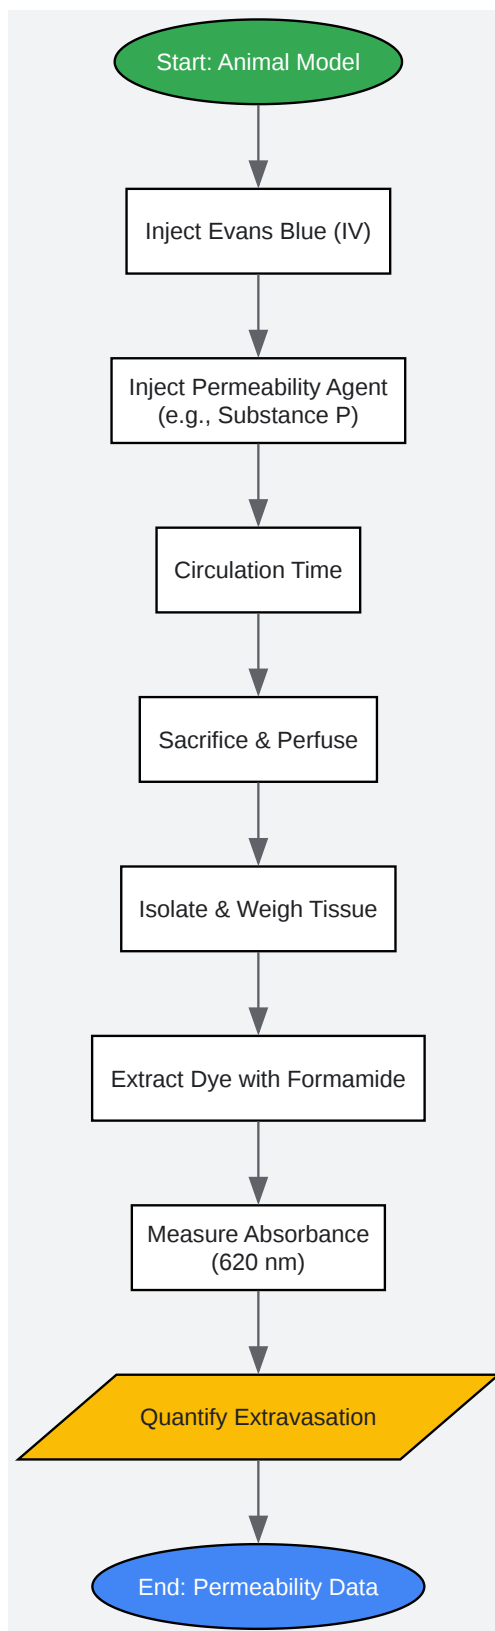 Start: Animal Model
Inject Evans Blue (IV)
Inject Permeability Agent
(e.g., Substance P)
Circulation Time
Sacrifice & Perfuse
Isolate & Weigh Tissue
Extract Dye with Formamide
Measure Absorbance
(620 nm)
Quantify Extravasation
End: Permeability Data